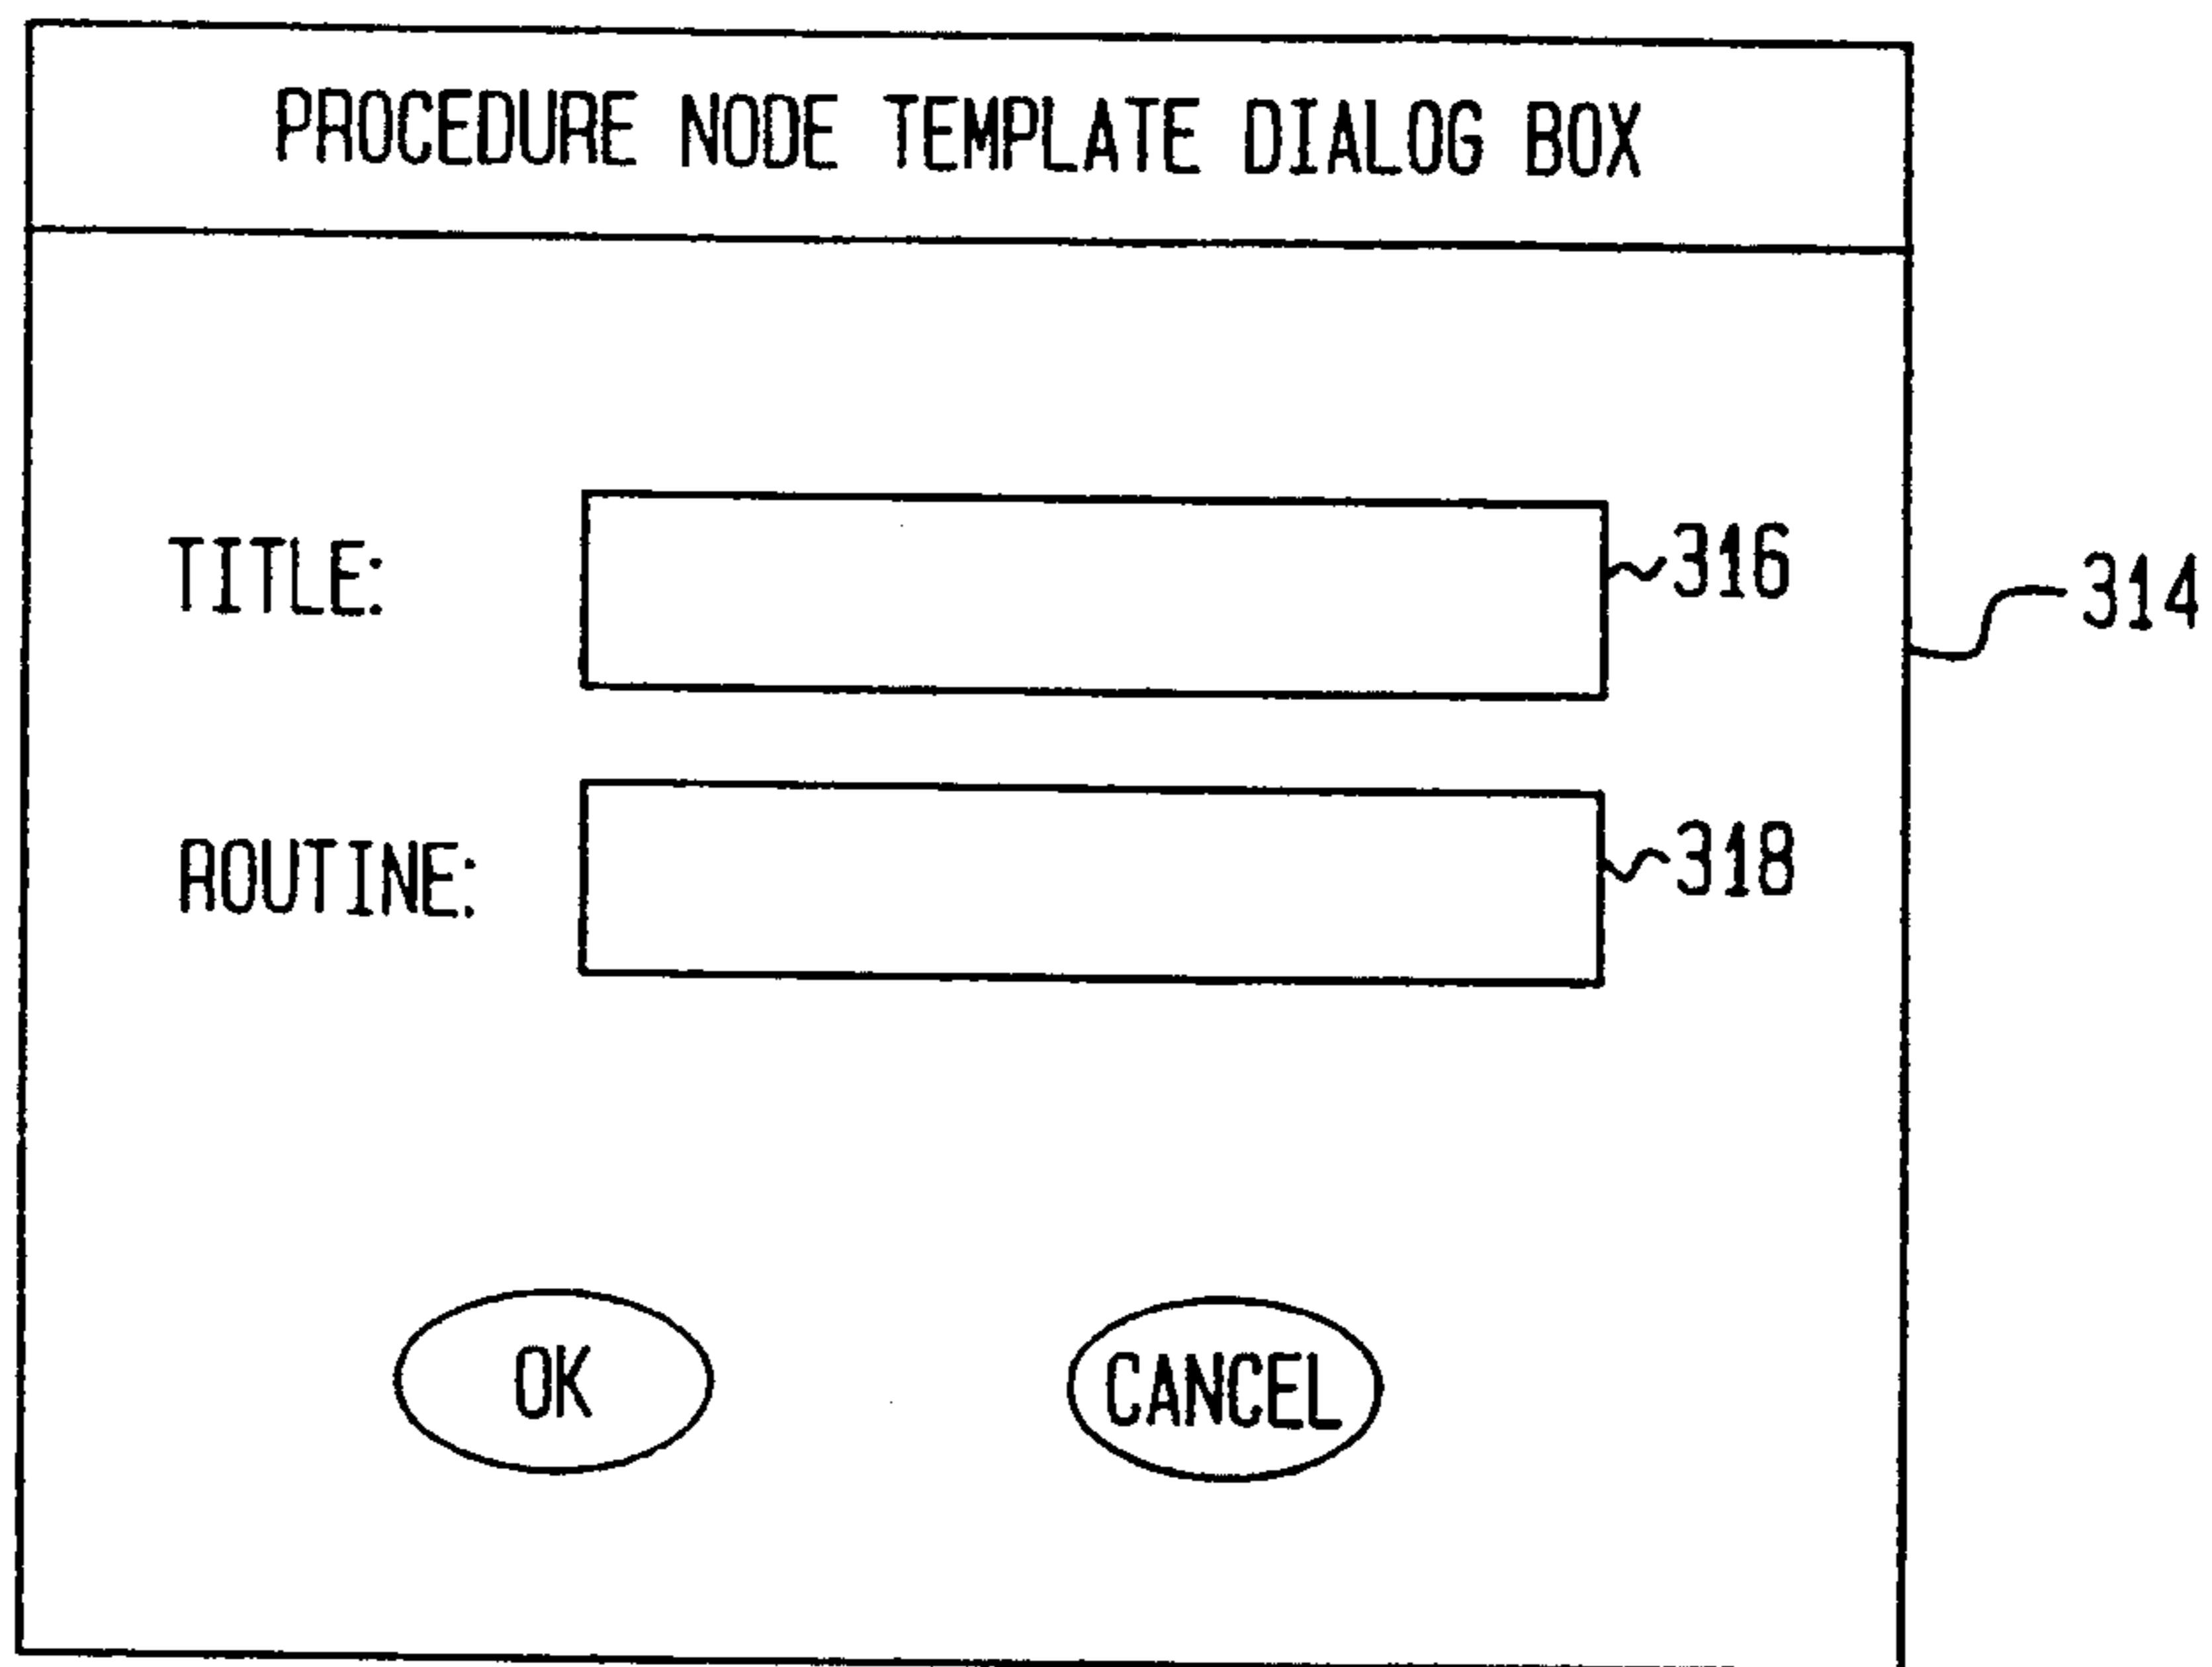 PROCEDURE NODE TEMPLATE DIALOG BOX
TITLE: 316
314
ROUTINE: 318
OK CANCEL